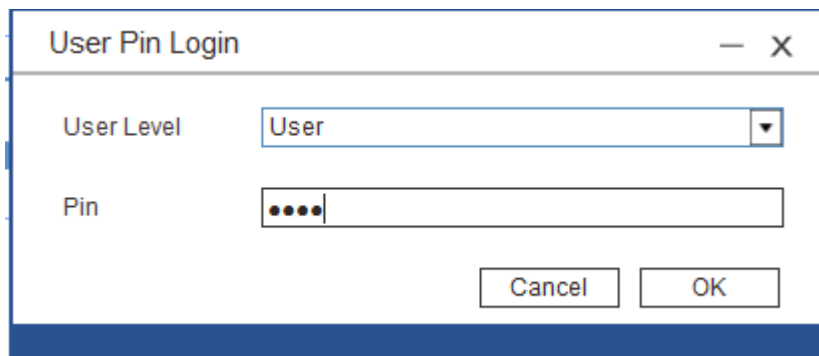 User Pin Login
User Level User
Pin ••••
Cancel OK